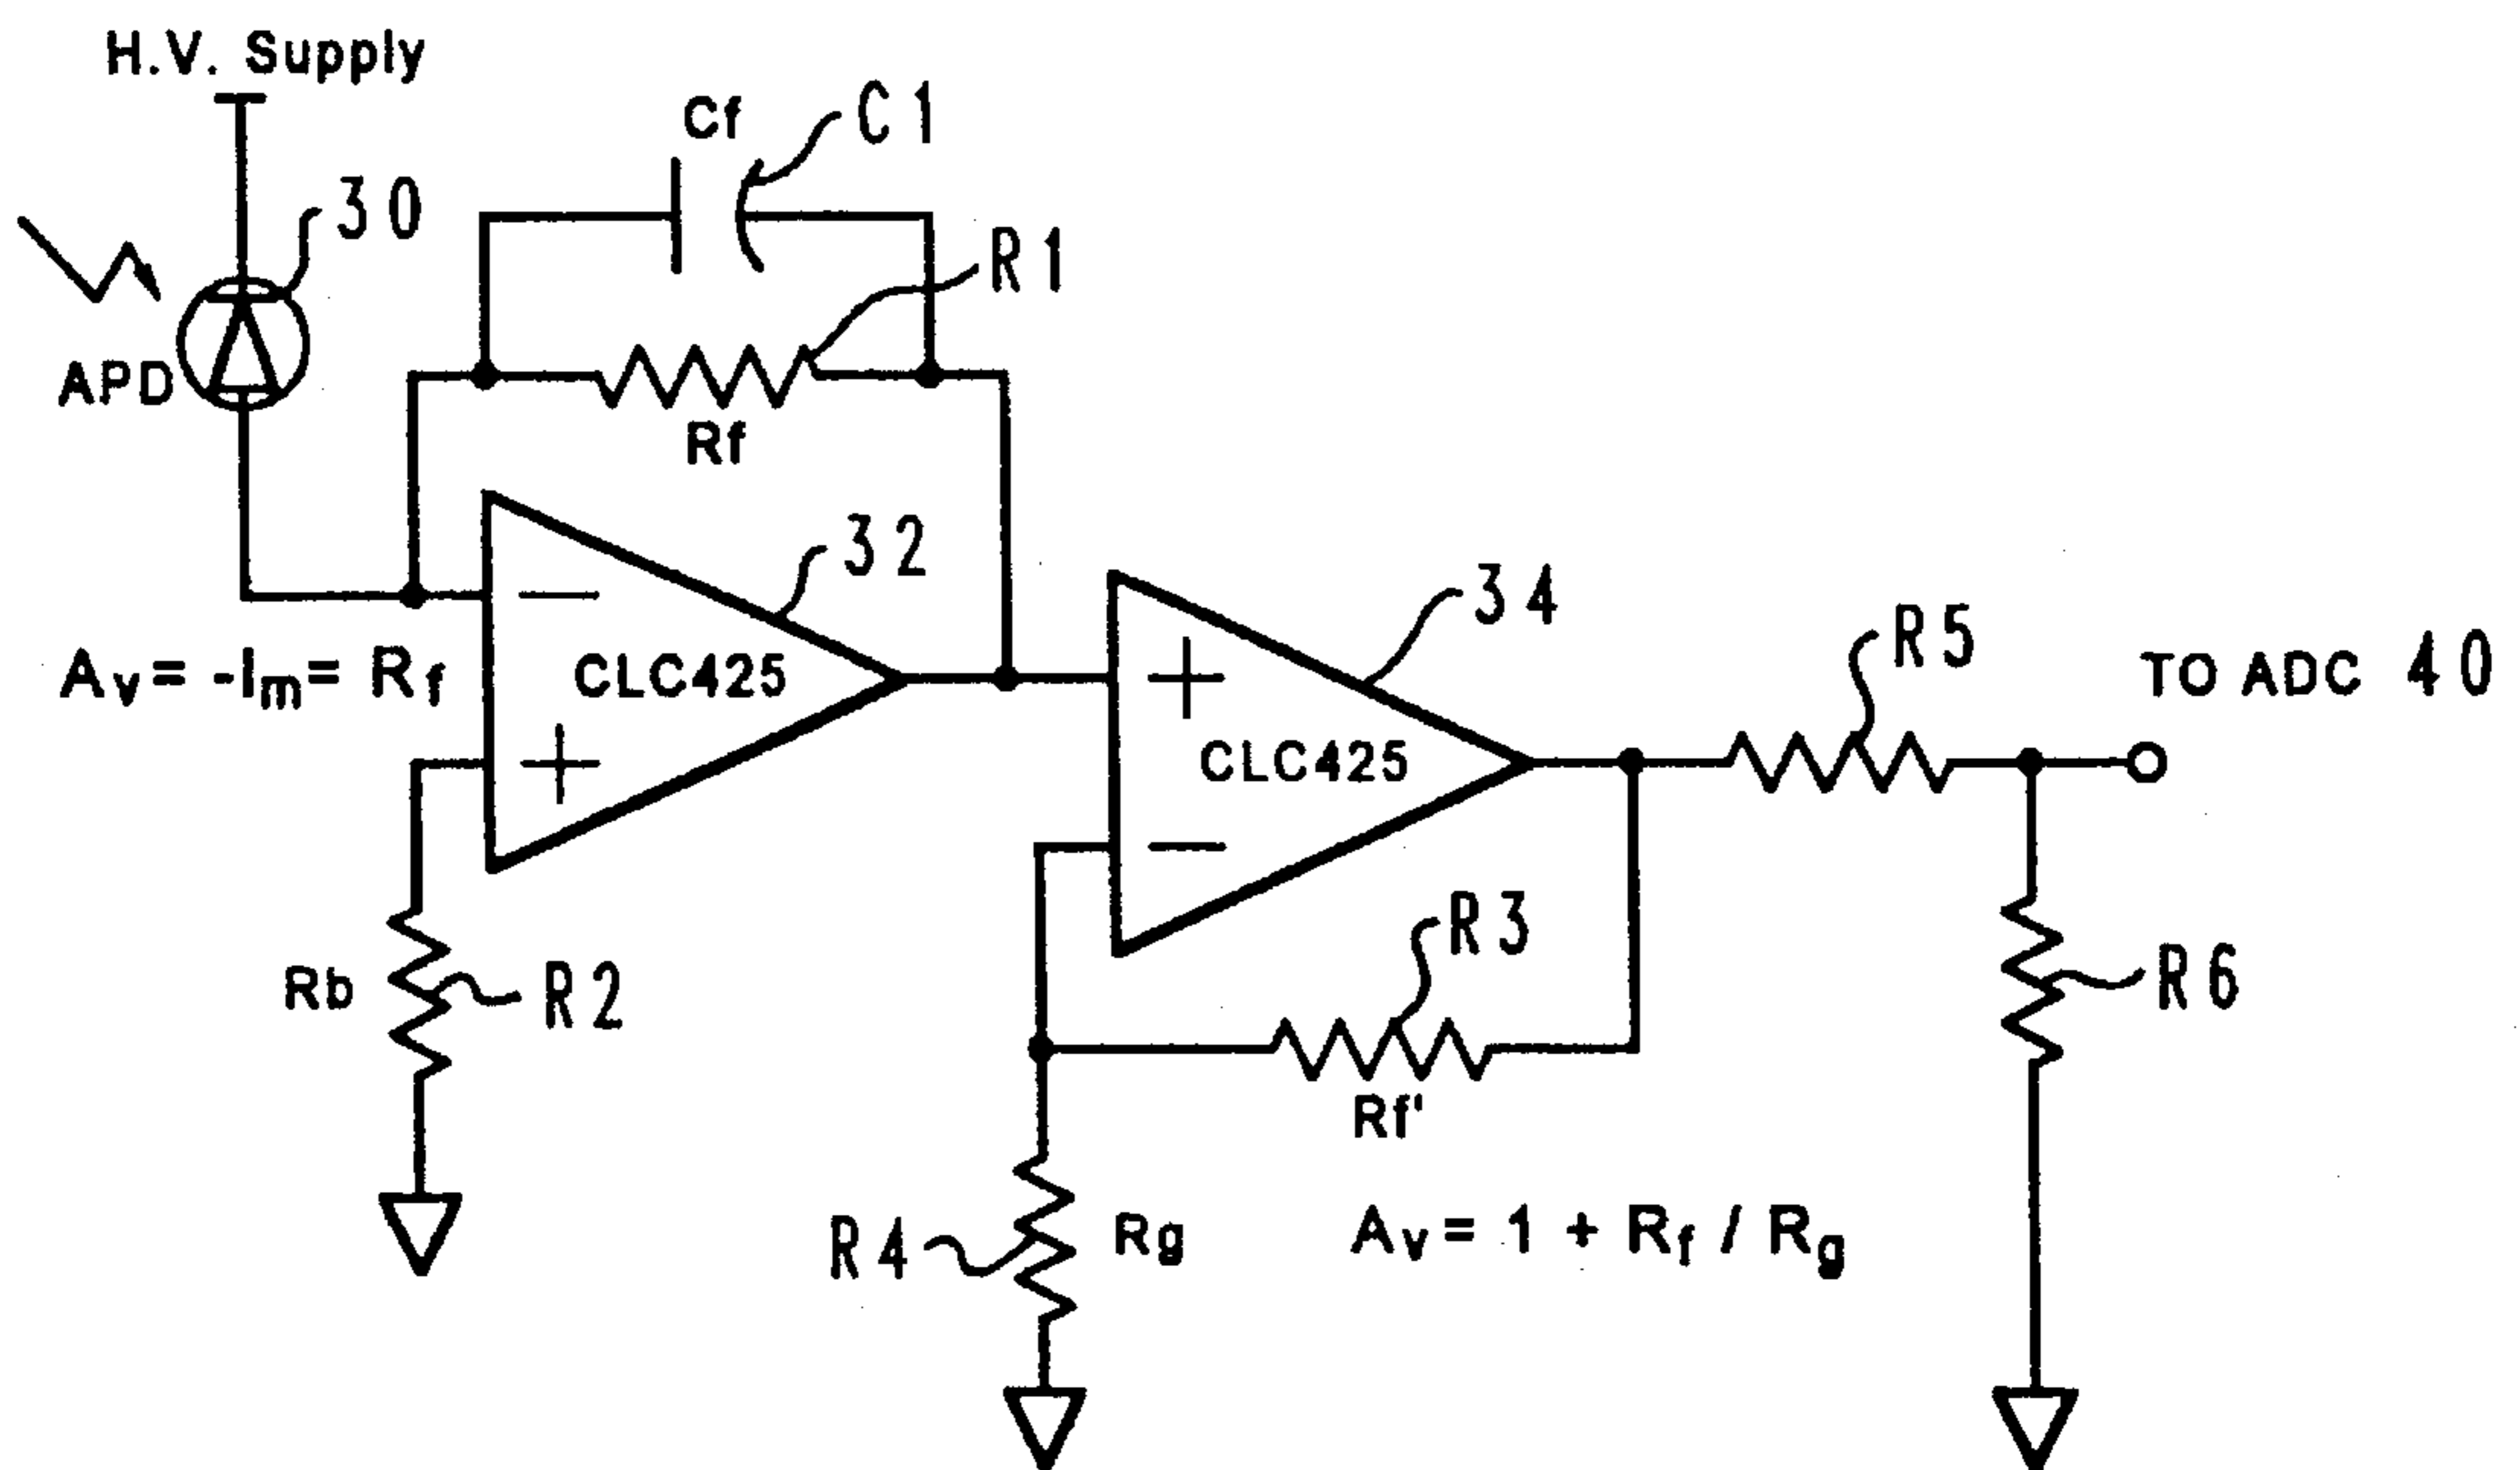 H.V. Supply
Cf
C1
30
R1
APD
Rf
32
34
R5
Av= -Im= Rf
CLC425
TO ADC 40
CLC425
R3
Rb
R2
R6
Rf'
R4
Rg
Av= 1 + Rf / Rg